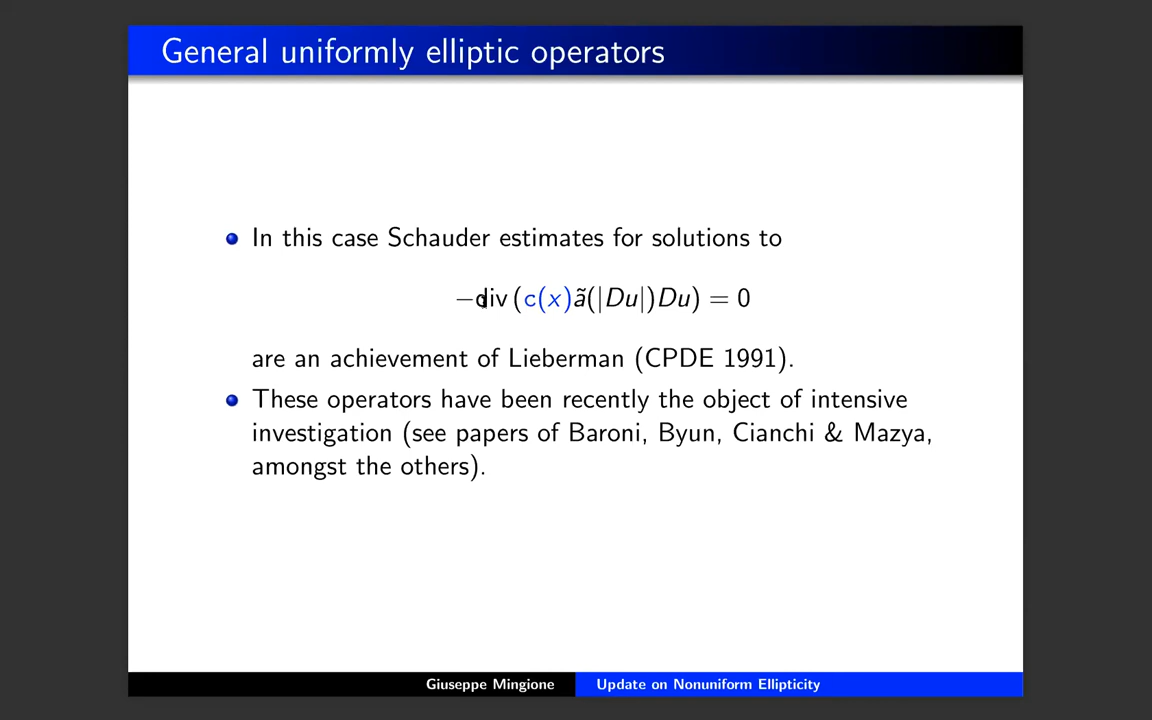 General uniformly elliptic operators
In this case Schauder estimates for solutions to
−div (c(x)ã(|Du|)Du) = 0
are an achievement of Lieberman (CPDE 1991).
These operators have been recently the object of intensive
investigation (see papers of Baroni, Byun, Cianchi & Mazya,
amongst the others).
Giuseppe Mingione Update on Nonuniform Ellipticity